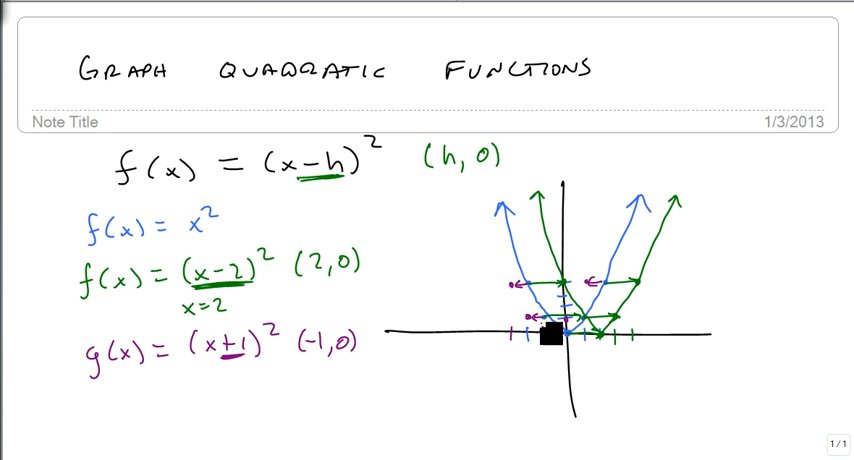 GRAPH QUADRATIC FUNCTIONS
Note Title
1/3/2013
f(x) = (x-h)² (h, 0)
f(x) = x²
f(x) = (x-2)² (2, 0)
x=2
g(x) = (x+1)² (-1, 0)
1/1